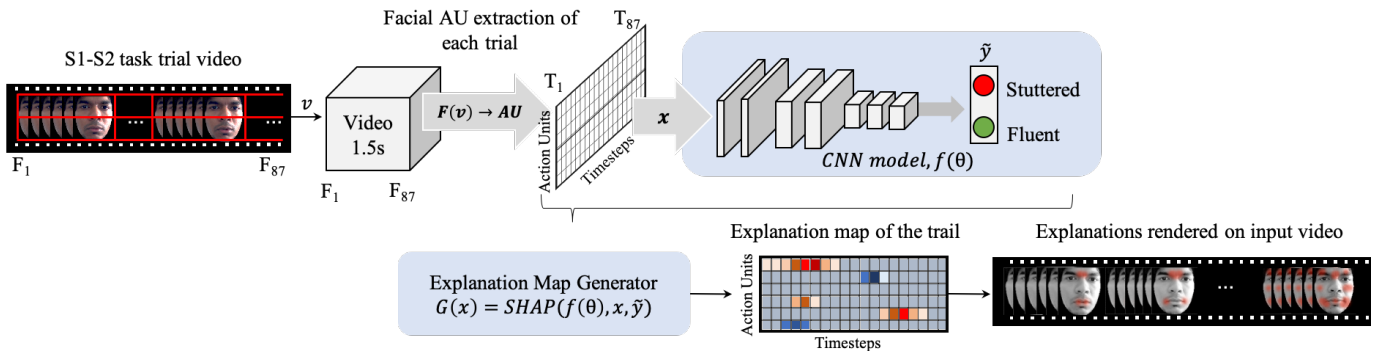 S1-S2 task trial video
F1
F87
v
Video
1.5s
F1
F87
Facial AU extraction of
each trial
F(v) → AU
T1
T87
Action Units
Timesteps
x
CNN model, f(θ)
ỹ
Stuttered
Fluent
Explanation Map Generator
G(x) = SHAP(f(θ), x, ỹ)
Explanation map of the trail
Action Units
Timesteps
Explanations rendered on input video